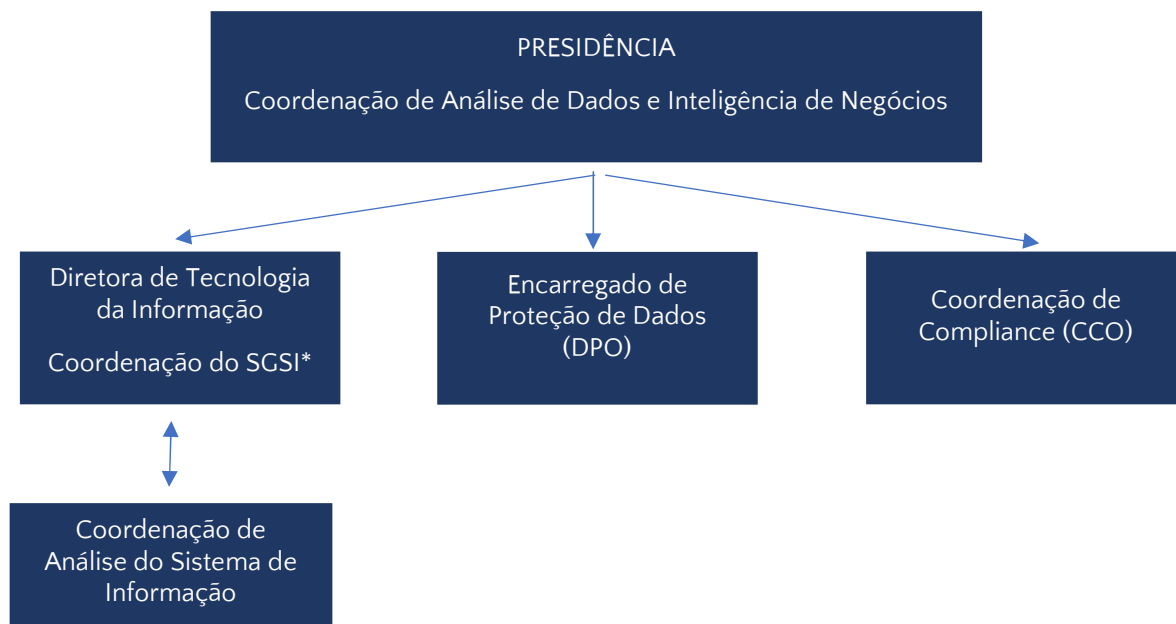 PRESIDÊNCIA
Coordenação de Análise de Dados e Inteligência de Negócios
Diretora de Tecnologia
da Informação
Coordenação do SGSI*
Encarregado de
Proteção de Dados
(DPO)
Coordenação de
Compliance (CCO)
Coordenação de
Análise do Sistema de
Informação